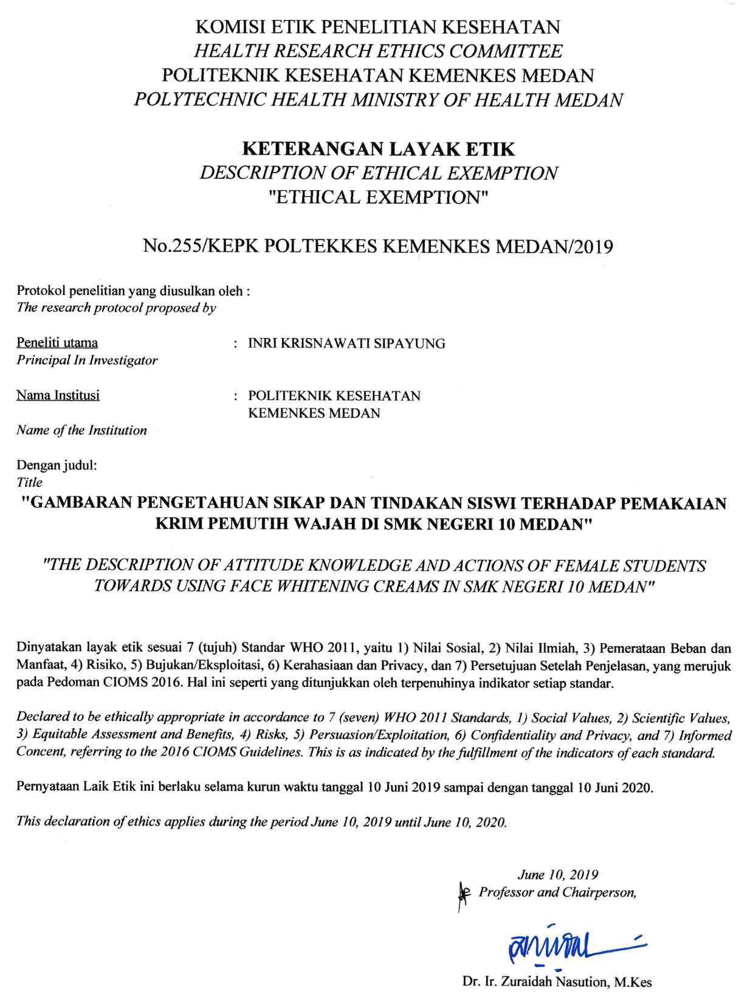 KOMISI ETIK PENELITIAN KESEHATAN
HEALTH RESEARCH ETHICS COMMITTEE
POLITEKNIK KESEHATAN KEMENKES MEDAN
POLYTECHNIC HEALTH MINISTRY OF HEALTH MEDAN
KETERANGAN LAYAK ETIK
DESCRIPTION OF ETHICAL EXEMPTION
"ETHICAL EXEMPTION"
No.255/KEPK POLTEKKES KEMENKES MEDAN/2019
Protokol penelitian yang diusulkan oleh :
The research protocol proposed by
Peneliti utama : INRI KRISNAWATI SIPAYUNG
Principal In Investigator
Nama Institusi : POLITEKNIK KESEHATAN
KEMENKES MEDAN
Name of the Institution
Dengan judul:
Title
"GAMBARAN PENGETAHUAN SIKAP DAN TINDAKAN SISWI TERHADAP PEMAKAIAN
KRIM PEMUTIH WAJAH DI SMK NEGERI 10 MEDAN"
"THE DESCRIPTION OF ATTITUDE KNOWLEDGE AND ACTIONS OF FEMALE STUDENTS
TOWARDS USING FACE WHITENING CREAMS IN SMK NEGERI 10 MEDAN"
Dinyatakan layak etik sesuai 7 (tujuh) Standar WHO 2011, yaitu 1) Nilai Sosial, 2) Nilai Ilmiah, 3) Pemerataan Beban dan
Manfaat, 4) Risiko, 5) Bujukan/Eksploitasi, 6) Kerahasiaan dan Privacy, dan 7) Persetujuan Setelah Penjelasan, yang merujuk
pada Pedoman CIOMS 2016. Hal ini seperti yang ditunjukkan oleh terpenuhinya indikator setiap standar.
Declared to be ethically appropriate in accordance to 7 (seven) WHO 2011 Standards, 1) Social Values, 2) Scientific Values,
3) Equitable Assessment and Benefits, 4) Risks, 5) Persuasion/Exploitation, 6) Confidentiality and Privacy, and 7) Informed
Concent, referring to the 2016 CIOMS Guidelines. This is as indicated by the fulfillment of the indicators of each standard.
Pernyataan Laik Etik ini berlaku selama kurun waktu tanggal 10 Juni 2019 sampai dengan tanggal 10 Juni 2020.
This declaration of ethics applies during the period June 10, 2019 until June 10, 2020.
June 10, 2019
Professor and Chairperson,
Dr. Ir. Zuraidah Nasution, M.Kes